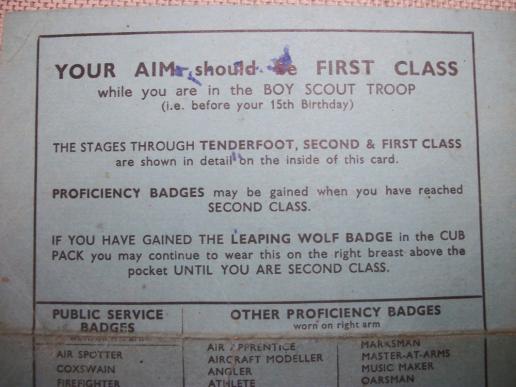 YOUR AIM should be FIRST CLASS
while you are in the BOY SCOUT TROOP
(i.e. before your 15th Birthday)
THE STAGES THROUGH TENDERFOOT, SECOND & FIRST CLASS
are shown in detail on the inside of this card.
PROFICIENCY BADGES may be gained when you have reached
SECOND CLASS.
IF YOU HAVE GAINED THE LEAPING WOLF BADGE in the CUB
PACK you may continue to wear this on the right breast above the
pocket UNTIL YOU ARE SECOND CLASS.
PUBLIC SERVICE
BADGES
AIR SPOTTER
COXSWAIN
FIREFIGHTER
OTHER PROFICIENCY BADGES
worn on right arm
AIR APPRENTICE
AIRCRAFT MODELLER
ANGLER
ATHLETE
MARKSMAN
MASTER-AT-ARMS
MUSIC MAKER
OARSMAN